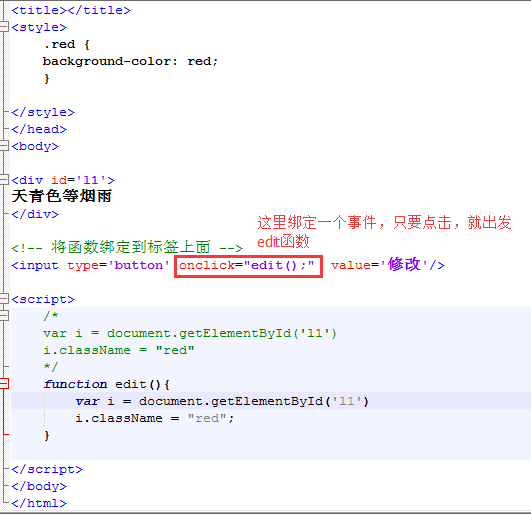 <title></title>
<style>
.red {
background-color: red;
}
</style>
</head>
<body>
<div id='l1'>
天青色等烟雨
</div>
这里绑定一个事件，只要点击，就出发
edit函数
<!-- 将函数绑定到标签上面 -->
<input type='button' onclick="edit();" value='修改'/>
<script>
/*
var i = document.getElementById('l1')
i.className = "red"
*/
function edit(){
var i = document.getElementById('l1')
i.className = "red";
}
</script>
</body>
</html>